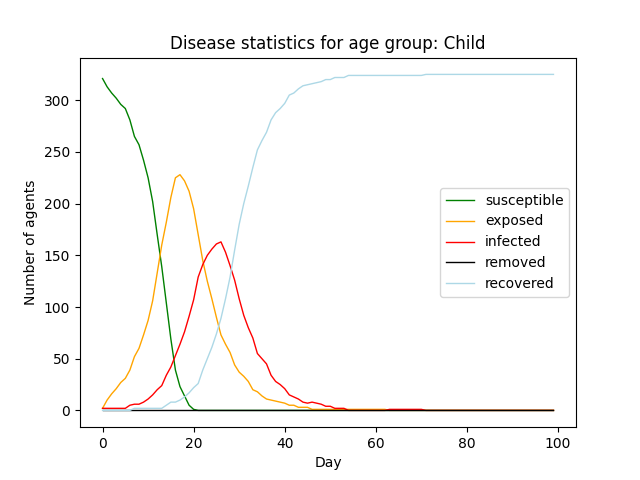 Disease statistics for age group: Child
Number of agents
300
250
200
150
100
50
0
susceptible
exposed
infected
removed
recovered
0 20 40 60 80 100
Day